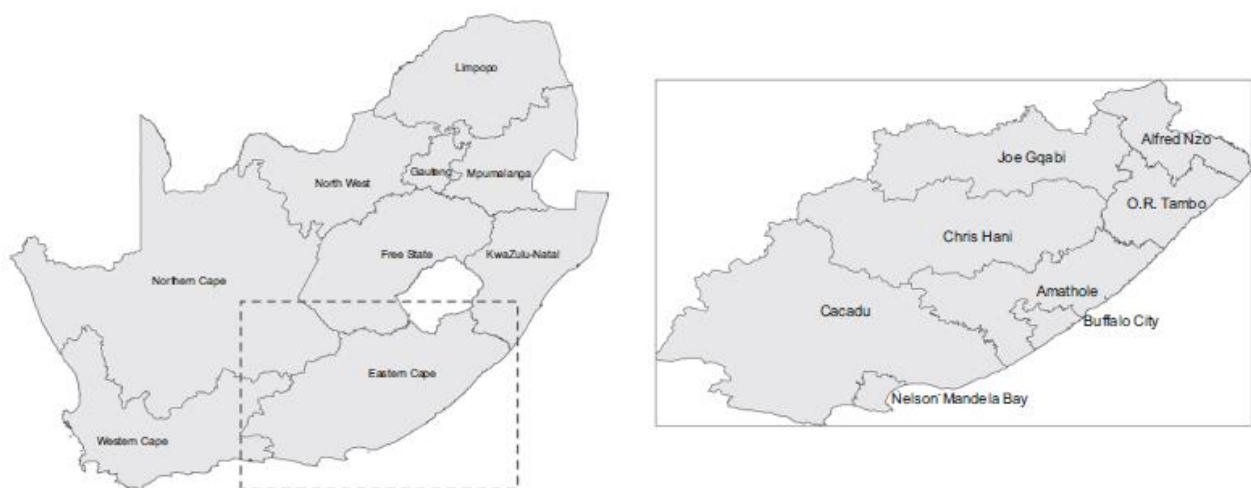 Limpopo
North West
Gauteng
Mpumalanga
Free State
KwaZulu-Natal
Northern Cape
Eastern Cape
Western Cape
Alfred Nzo
Joe Gqabi
O.R. Tambo
Chris Hani
Amathole
Cacadu
Buffalo City
Nelson Mandela Bay